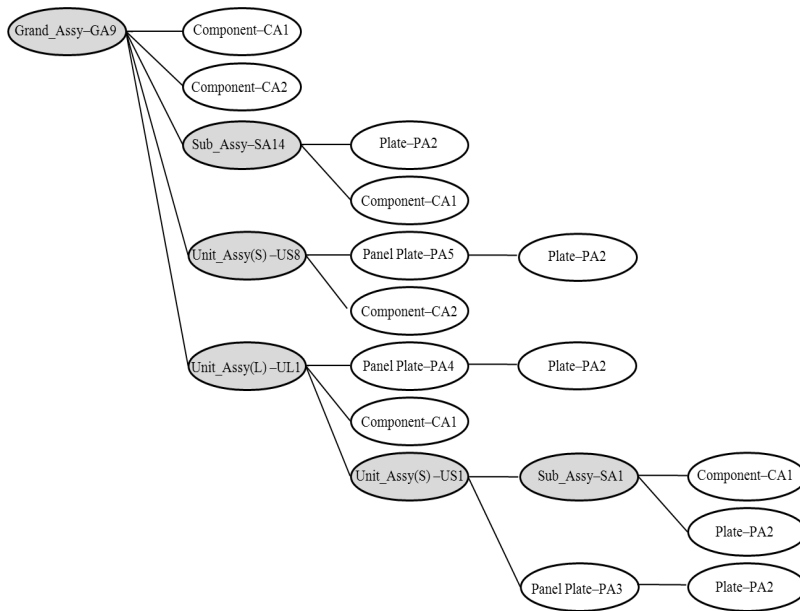 Grand_Assy–GA9
Component–CA1
Component–CA2
Sub_Assy–SA14
Plate–PA2
Component–CA1
Unit_Assy(S) –US8
Panel Plate–PA5
Plate–PA2
Component–CA2
Unit_Assy(L) –UL1
Panel Plate–PA4
Plate–PA2
Component–CA1
Unit_Assy(S) –US1
Sub_Assy–SA1
Component–CA1
Plate–PA2
Panel Plate–PA3
Plate–PA2